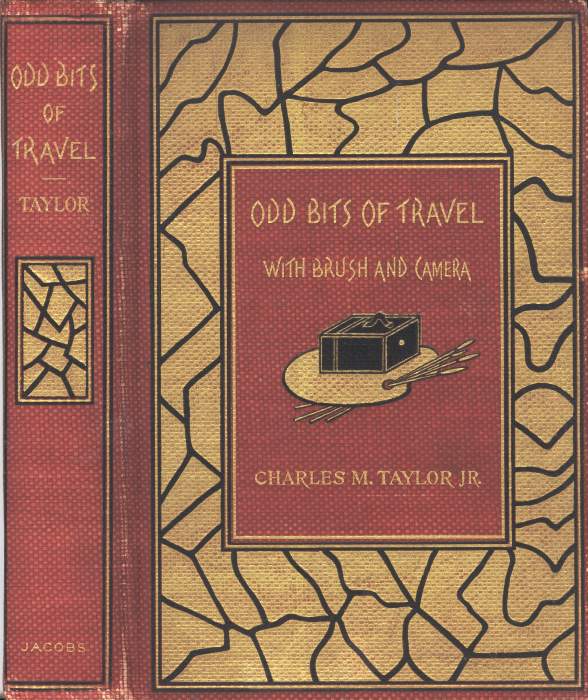 ODD BITS
OF
TRAVEL
TAYLOR
JACOBS
ODD BITS OF TRAVEL
WITH BRUSH AND CAMERA
CHARLES M. TAYLOR JR.